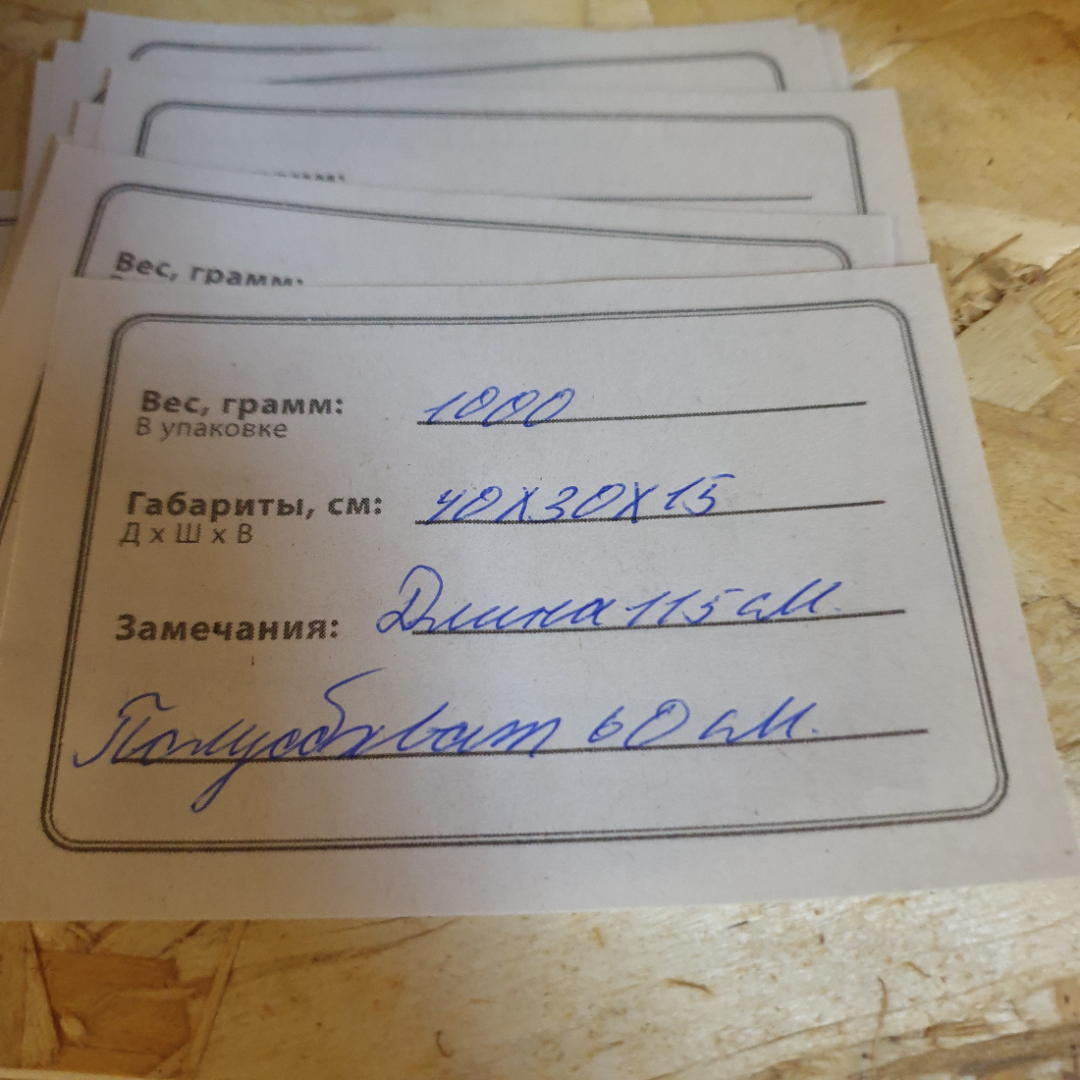 Вес, грамм:
Вес, грамм: 1000
В упаковке
Габариты, см: 40х30х15
Д х Ш х В
Замечания: Длина 115 см.
Полуобхват 60 см.